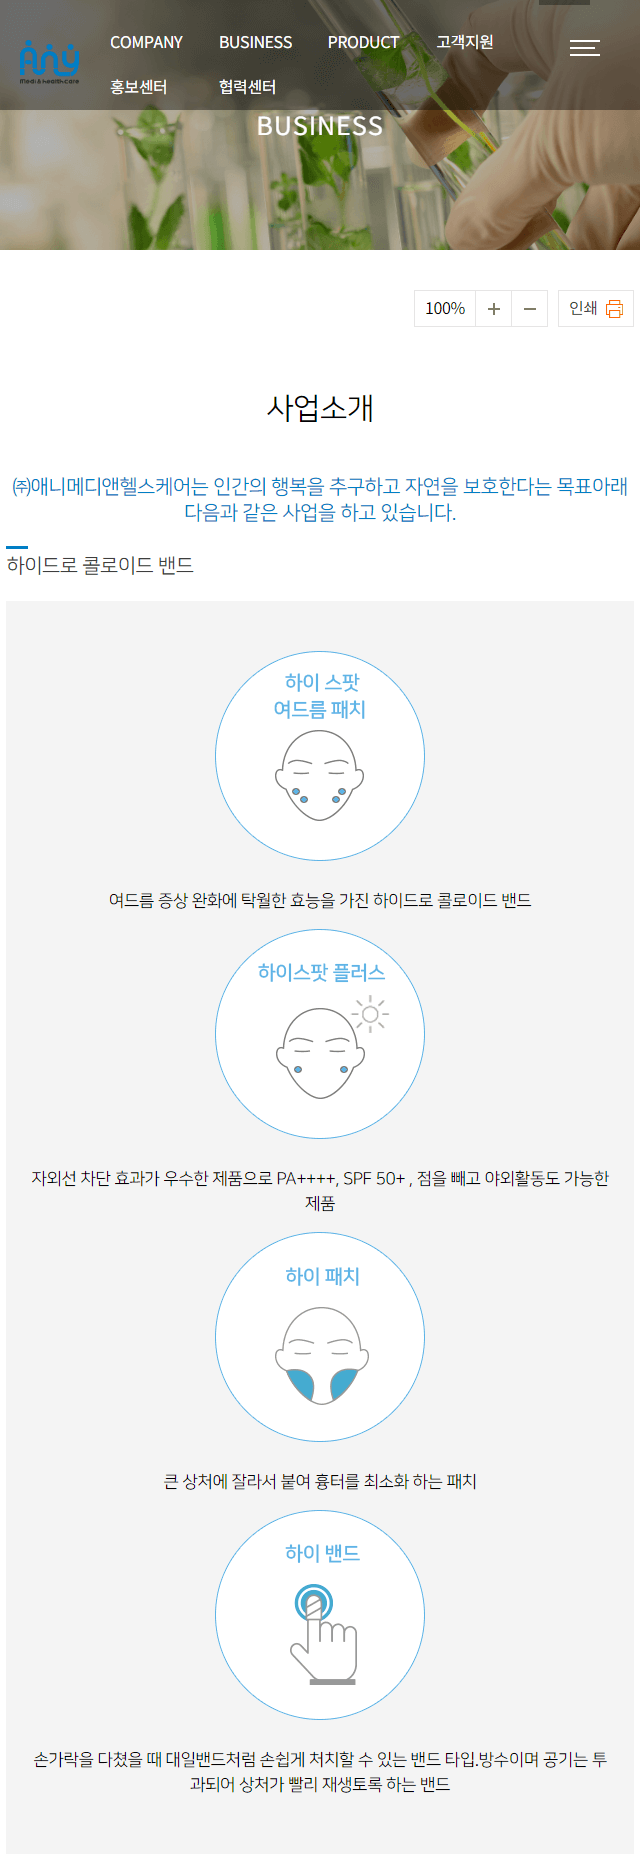 COMPANY BUSINESS PRODUCT 고객지원
Any
Medi & healthcare
홍보센터 협력센터
BUSINESS
100% + − 인쇄
사업소개
㈜애니메디앤헬스케어는 인간의 행복을 추구하고 자연을 보호한다는 목표아래
다음과 같은 사업을 하고 있습니다.
하이드로 콜로이드 밴드
하이 스팟
여드름 패치
여드름 증상 완화에 탁월한 효능을 가진 하이드로 콜로이드 밴드
하이스팟 플러스
자외선 차단 효과가 우수한 제품으로 PA++++, SPF 50+ , 점을 빼고 야외활동도 가능한
제품
하이 패치
큰 상처에 잘라서 붙여 흉터를 최소화 하는 패치
하이 밴드
손가락을 다쳤을 때 대일밴드처럼 손쉽게 처치할 수 있는 밴드 타입.방수이며 공기는 투
과되어 상처가 빨리 재생토록 하는 밴드